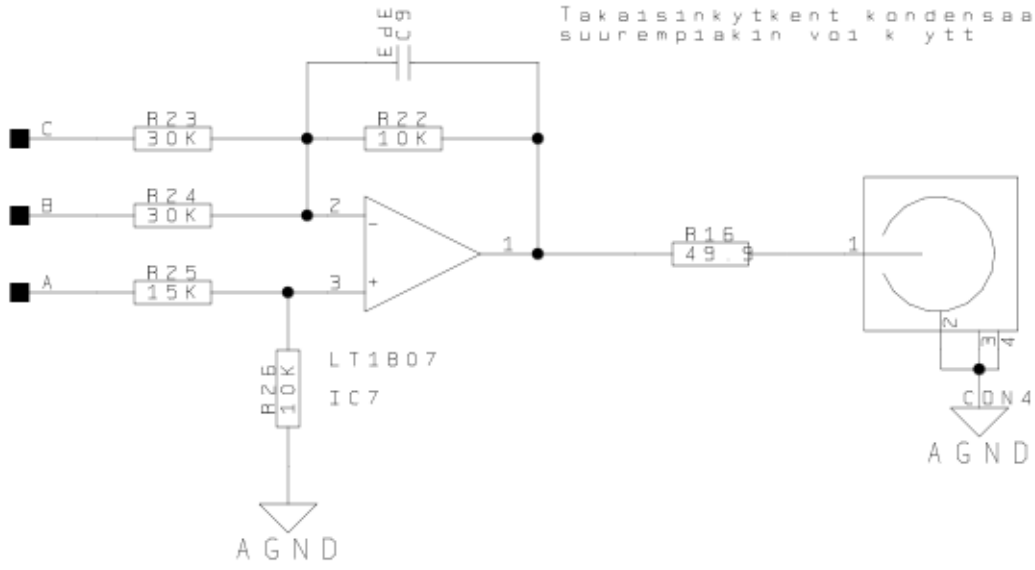 Takaisinkytkent kondensaa
suurempiakin voi k ytt
C9
C
R23
30K
R22
10K
B
R24
30K
2
-
1
R16
49.9
1
A
R25
15K
3
+
2
3
4
R26
10K
LT1807
IC7
CON4
AGND
AGND